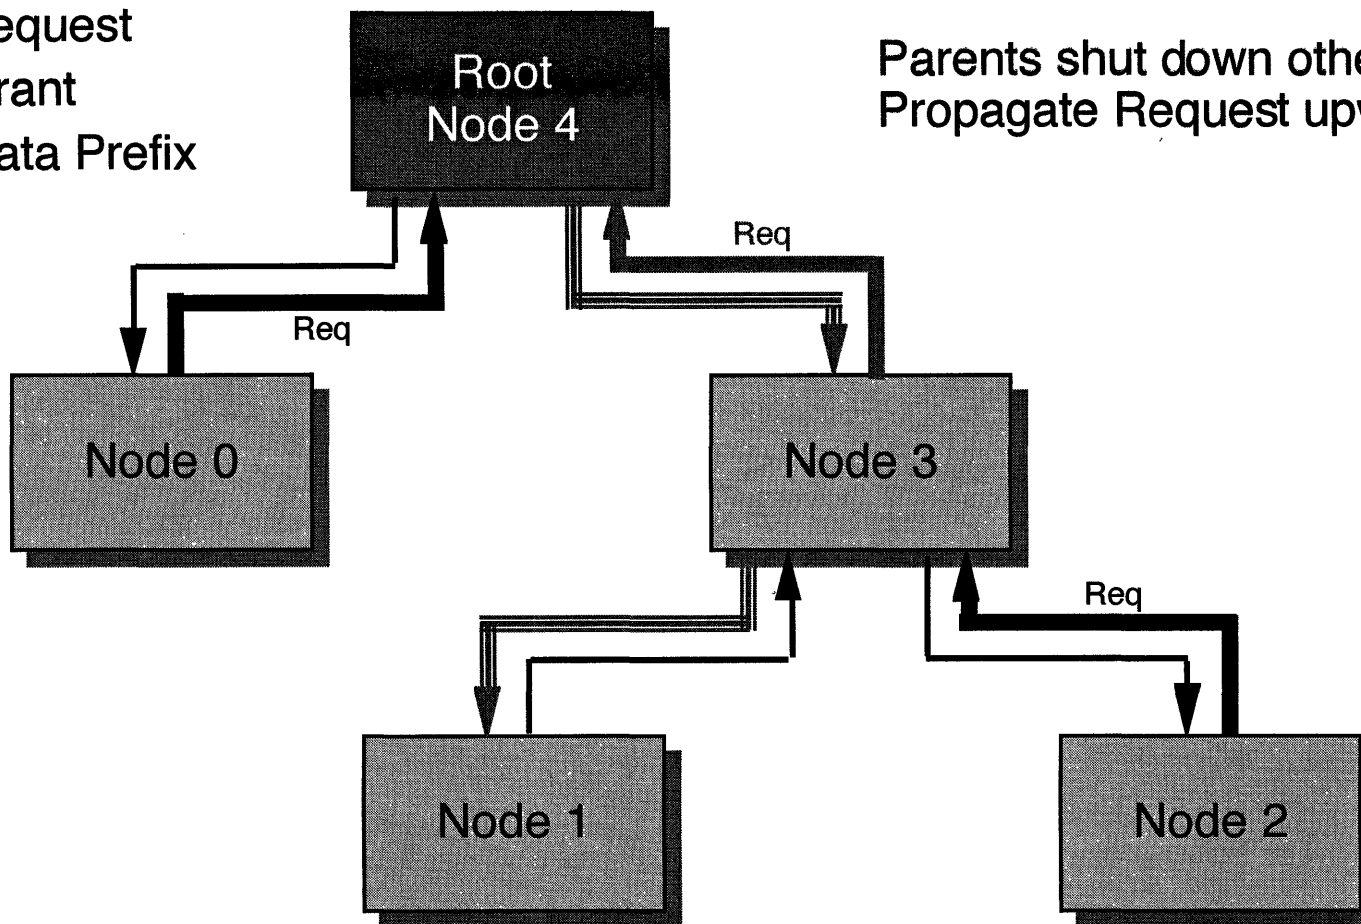 equest
rant
ata Prefix
Parents shut down othe
Propagate Request upw
Root
Node 4
Req
Req
Node 0
Node 3
Req
Node 1
Node 2